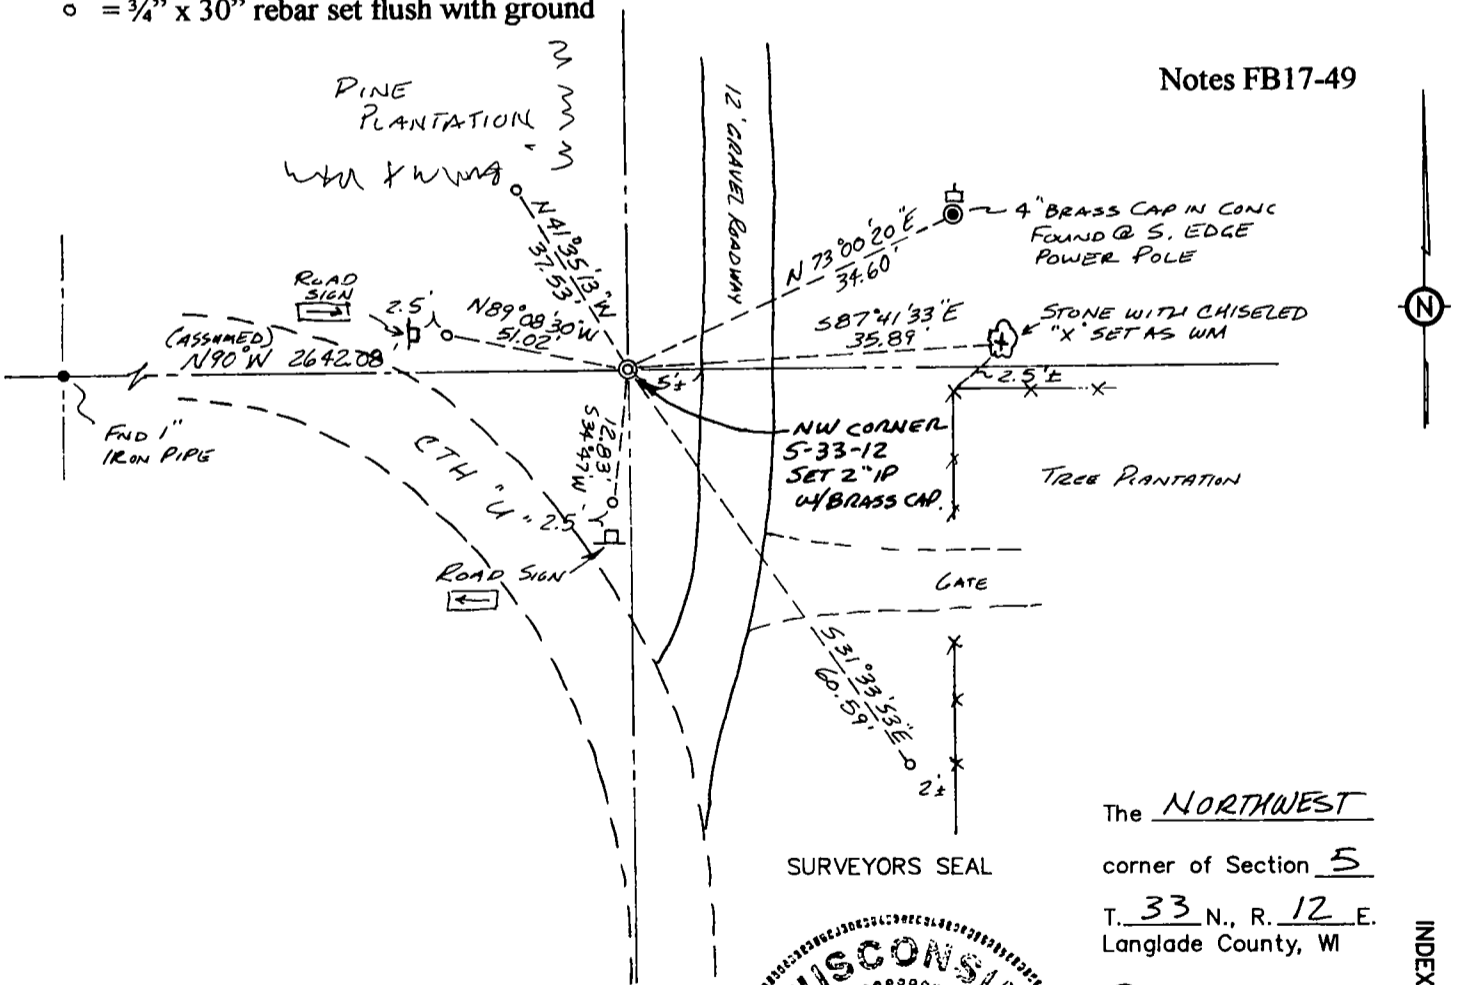 o = ¾" x 30" rebar set flush with ground
Notes FB17-49
PINE
PLANTATION
12' GRAVEL ROADWAY
N41°35'13"W
37.53'
N 73°00'20"E
34.60'
4" BRASS CAP IN CONC
FOUND @ S. EDGE
POWER POLE
N
ROAD
SIGN
2.5'
N89°08'30"W
51.02'
S87°41'33"E
35.89'
STONE WITH CHISELED
"X" SET AS WM
(ASSUMED)
N90°W 2642.08'
5'±
2.5'±
FND 1"
IRON PIPE
CTH "U"
12.83'
S34°47'W
2.5'
NW CORNER
5-33-12
SET 2" IP
W/BRASS CAP.
TREE PLANTATION
ROAD SIGN
GATE
S31°33'53"E
60.59'
2'±
The NORTHWEST
corner of Section 5
T. 33 N., R. 12 E.
Langlade County, WI
SURVEYORS SEAL
WISCONSIN
INDEX